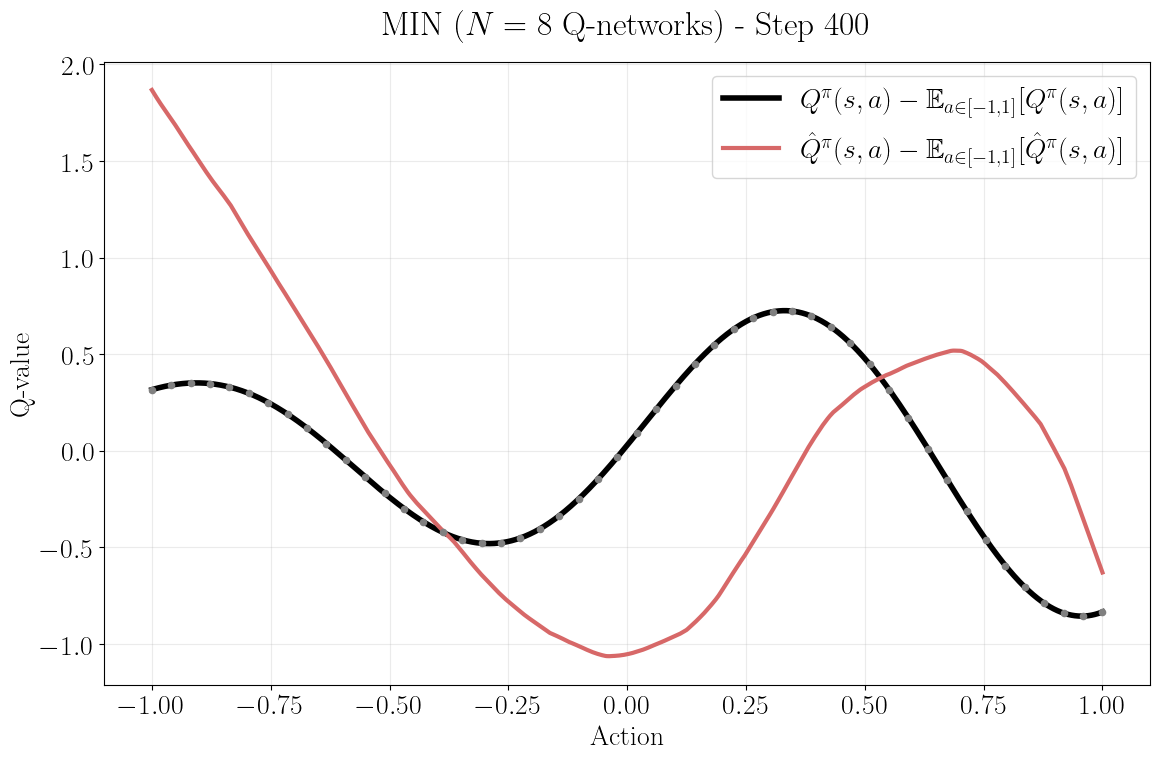 MIN (N = 8 Q-networks) - Step 400
Q^π(s, a) − 𝔼_{a∈[−1,1]}[Q^π(s, a)]
Q̂^π(s, a) − 𝔼_{a∈[−1,1]}[Q̂^π(s, a)]
Q-value
2.0
1.5
1.0
0.5
0.0
−0.5
−1.0
−1.00 −0.75 −0.50 −0.25 0.00 0.25 0.50 0.75 1.00
Action